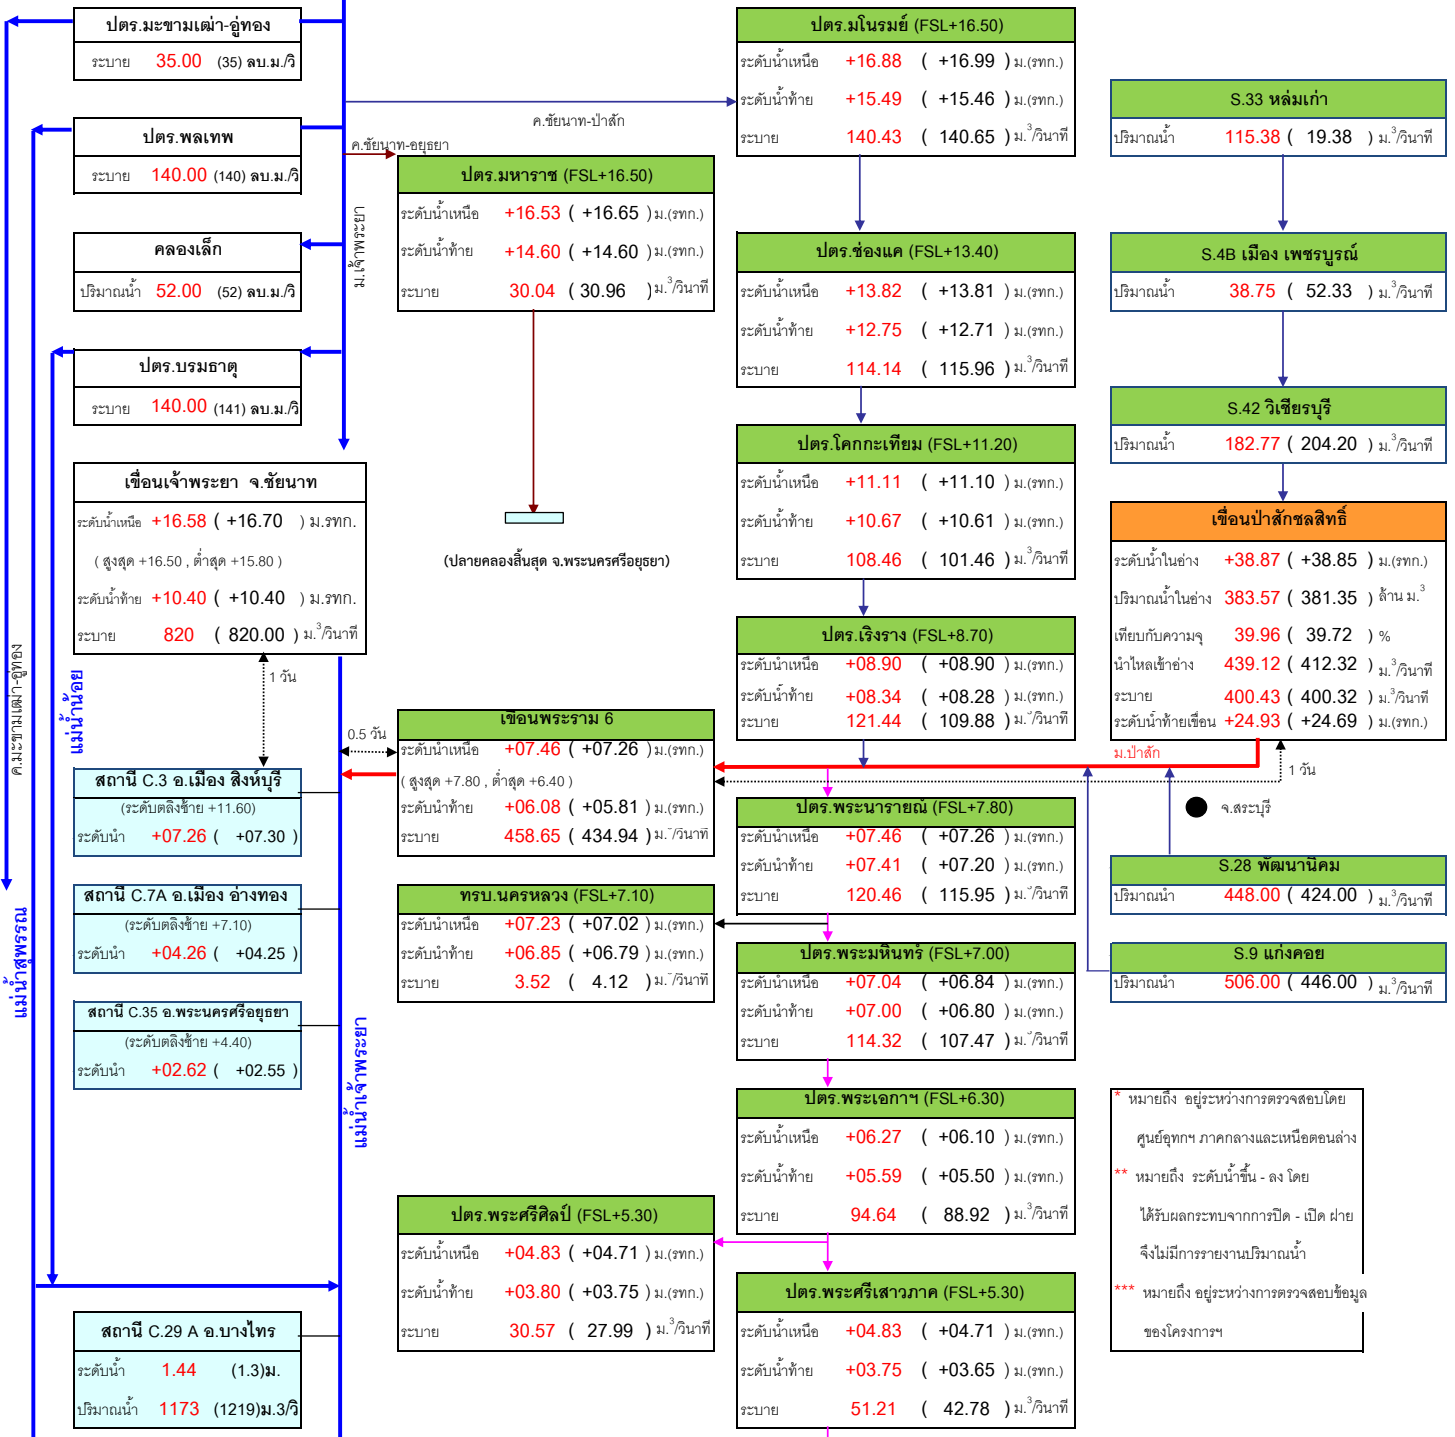 ปตร.มะขามเฒ่า-อู่ทอง
ระบาย 35.00 (35) ลบ.ม./วิ
ปตร.พลเทพ
ระบาย 140.00 (140) ลบ.ม./วิ
คลองเล็ก
ปริมาณน้ำ 52.00 (52) ลบ.ม./วิ
ปตร.บรมธาตุ
ระบาย 140.00 (141) ลบ.ม./วิ
เขื่อนเจ้าพระยา จ.ชัยนาท
ระดับน้ำเหนือ +16.58 ( +16.70 ) ม.รทก.
( สูงสุด +16.50 , ต่ำสุด +15.80 )
ระดับน้ำท้าย +10.40 ( +10.40 ) ม.รทก.
ระบาย 820 ( 820.00 ) ม.3/วินาที
1 วัน
ค.มะขามเฒ่า-อู่ทอง
แม่น้ำน้อย
แม่น้ำสุพรรณ
สถานี C.3 อ.เมือง สิงห์บุรี
(ระดับตลิ่งซ้าย +11.60)
ระดับน้ำ +07.26 ( +07.30 )
สถานี C.7A อ.เมือง อ่างทอง
(ระดับตลิ่งซ้าย +7.10)
ระดับน้ำ +04.26 ( +04.25 )
สถานี C.35 อ.พระนครศรีอยุธยา
(ระดับตลิ่งซ้าย +4.40)
ระดับน้ำ +02.62 ( +02.55 )
แม่น้ำเจ้าพระยา
สถานี C.29 A อ.บางไทร
ระดับน้ำ 1.44 (1.3)ม.
ปริมาณน้ำ 1173 (1219)ม.3/วิ
ม.เจ้าพระยา
ค.ชัยนาท-ป่าสัก
ค.ชัยนาท-อยุธยา
ปตร.มหาราช (FSL+16.50)
ระดับน้ำเหนือ +16.53 ( +16.65 ) ม.(รทก.)
ระดับน้ำท้าย +14.60 ( +14.60 ) ม.(รทก.)
ระบาย 30.04 ( 30.96 ) ม.3/วินาที
(ปลายคลองสิ้นสุด จ.พระนครศรีอยุธยา)
0.5 วัน
เขื่อนพระราม 6
ระดับน้ำเหนือ +07.46 ( +07.26 ) ม.(รทก.)
( สูงสุด +7.80 , ต่ำสุด +6.40 )
ระดับน้ำท้าย +06.08 ( +05.81 ) ม.(รทก.)
ระบาย 458.65 ( 434.94 ) ม.3/วินาที
ทรบ.นครหลวง (FSL+7.10)
ระดับน้ำเหนือ +07.23 ( +07.02 ) ม.(รทก.)
ระดับน้ำท้าย +06.85 ( +06.79 ) ม.(รทก.)
ระบาย 3.52 ( 4.12 ) ม.3/วินาที
ปตร.พระศรีศิลป์ (FSL+5.30)
ระดับน้ำเหนือ +04.83 ( +04.71 ) ม.(รทก.)
ระดับน้ำท้าย +03.80 ( +03.75 ) ม.(รทก.)
ระบาย 30.57 ( 27.99 ) ม.3/วินาที
ปตร.มโนรมย์ (FSL+16.50)
ระดับน้ำเหนือ +16.88 ( +16.99 ) ม.(รทก.)
ระดับน้ำท้าย +15.49 ( +15.46 ) ม.(รทก.)
ระบาย 140.43 ( 140.65 ) ม.3/วินาที
ปตร.ช่องแค (FSL+13.40)
ระดับน้ำเหนือ +13.82 ( +13.81 ) ม.(รทก.)
ระดับน้ำท้าย +12.75 ( +12.71 ) ม.(รทก.)
ระบาย 114.14 ( 115.96 ) ม.3/วินาที
ปตร.โคกกะเทียม (FSL+11.20)
ระดับน้ำเหนือ +11.11 ( +11.10 ) ม.(รทก.)
ระดับน้ำท้าย +10.67 ( +10.61 ) ม.(รทก.)
ระบาย 108.46 ( 101.46 ) ม.3/วินาที
ปตร.เริงราง (FSL+8.70)
ระดับน้ำเหนือ +08.90 ( +08.90 ) ม.(รทก.)
ระดับน้ำท้าย +08.34 ( +08.28 ) ม.(รทก.)
ระบาย 121.44 ( 109.88 ) ม.3/วินาที
ปตร.พระนารายณ์ (FSL+7.80)
ระดับน้ำเหนือ +07.46 ( +07.26 ) ม.(รทก.)
ระดับน้ำท้าย +07.41 ( +07.20 ) ม.(รทก.)
ระบาย 120.46 ( 115.95 ) ม.3/วินาที
ปตร.พระมหินทร์ (FSL+7.00)
ระดับน้ำเหนือ +07.04 ( +06.84 ) ม.(รทก.)
ระดับน้ำท้าย +07.00 ( +06.80 ) ม.(รทก.)
ระบาย 114.32 ( 107.47 ) ม.3/วินาที
ปตร.พระเอกาฯ (FSL+6.30)
ระดับน้ำเหนือ +06.27 ( +06.10 ) ม.(รทก.)
ระดับน้ำท้าย +05.59 ( +05.50 ) ม.(รทก.)
ระบาย 94.64 ( 88.92 ) ม.3/วินาที
ปตร.พระศรีเสาวภาค (FSL+5.30)
ระดับน้ำเหนือ +04.83 ( +04.71 ) ม.(รทก.)
ระดับน้ำท้าย +03.75 ( +03.65 ) ม.(รทก.)
ระบาย 51.21 ( 42.78 ) ม.3/วินาที
S.33 หล่มเก่า
ปริมาณน้ำ 115.38 ( 19.38 ) ม.3/วินาที
S.4B เมือง เพชรบูรณ์
ปริมาณน้ำ 38.75 ( 52.33 ) ม.3/วินาที
S.42 วิเชียรบุรี
ปริมาณน้ำ 182.77 ( 204.20 ) ม.3/วินาที
เขื่อนป่าสักชลสิทธิ์
ระดับน้ำในอ่าง +38.87 ( +38.85 ) ม.(รทก.)
ปริมาณน้ำในอ่าง 383.57 ( 381.35 ) ล้าน ม.3
เทียบกับความจุ 39.96 ( 39.72 ) %
น้ำไหลเข้าอ่าง 439.12 ( 412.32 ) ม.3/วินาที
ระบาย 400.43 ( 400.32 ) ม.3/วินาที
ระดับน้ำท้ายเขื่อน +24.93 ( +24.69 ) ม.(รทก.)
ม.ป่าสัก
1 วัน
จ.สระบุรี
S.28 พัฒนานิคม
ปริมาณน้ำ 448.00 ( 424.00 ) ม.3/วินาที
S.9 แก่งคอย
ปริมาณน้ำ 506.00 ( 446.00 ) ม.3/วินาที
* หมายถึง อยู่ระหว่างการตรวจสอบโดย
ศูนย์อุทกฯ ภาคกลางและเหนือตอนล่าง
** หมายถึง ระดับน้ำขึ้น - ลง โดย
ได้รับผลกระทบจากการปิด - เปิด ฝาย
จึงไม่มีการรายงานปริมาณน้ำ
*** หมายถึง อยู่ระหว่างการตรวจสอบข้อมูล
ของโครงการฯ